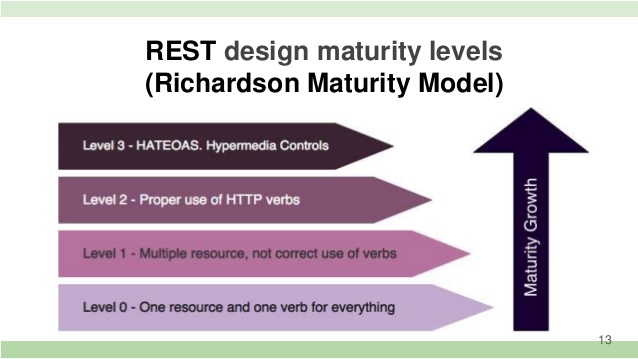 REST design maturity levels
(Richardson Maturity Model)
Level 3 - HATEOAS. Hypermedia Controls
Level 2 - Proper use of HTTP verbs
Level 1 - Multiple resource, not correct use of verbs
Level 0 - One resource and one verb for everything
Maturity Growth
13